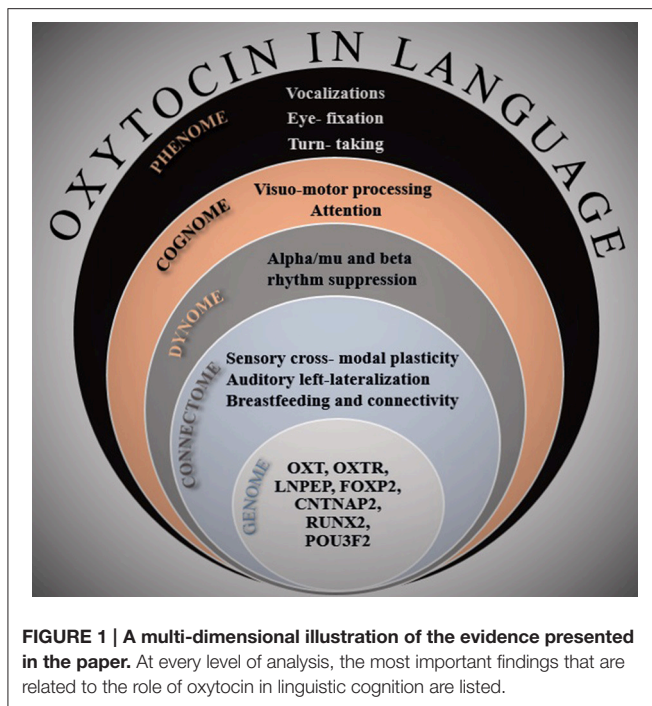 OXYTOCIN IN LANGUAGE
PHENOME
Vocalizations
Eye- fixation
Turn- taking
COGNOME
Visuo-motor processing
Attention
DYNOME
Alpha/mu and beta
rhythm suppression
CONNECTOME
Sensory cross- modal plasticity
Auditory left-lateralization
Breastfeeding and connectivity
GENOME
OXT, OXTR,
LNPEP, FOXP2,
CNTNAP2,
RUNX2,
POU3F2
FIGURE 1 | A multi-dimensional illustration of the evidence presented
in the paper. At every level of analysis, the most important findings that are
related to the role of oxytocin in linguistic cognition are listed.